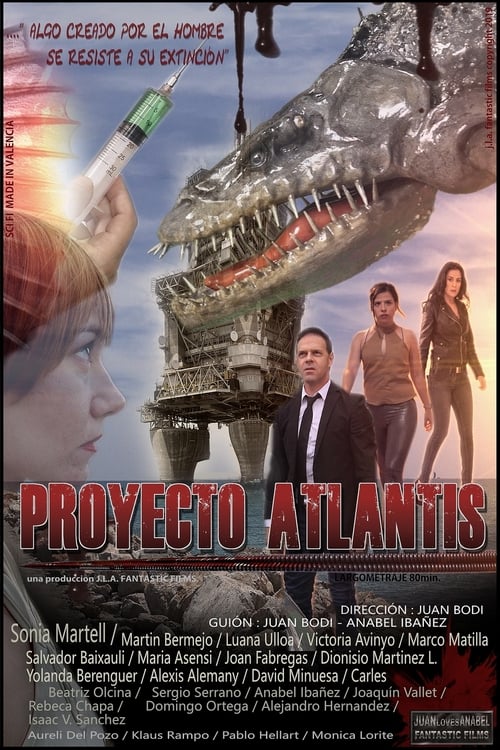 ..." ALGO CREADO POR EL HOMBRE
SE RESISTE A SU EXTINCIÓN"
SCI FI MADE IN VALENCIA
j.l.a. fantastic films copyright
PROYECTO ATLANTIS
una producción J.L.A. FANTASTIC FILMS
LARGOMETRAJE 80min.
DIRECCIÓN : JUAN BODI
GUIÓN : JUAN BODI - ANABEL IBAÑEZ
Sonia Martell / Martin Bermejo / Luana Ulloa / Victoria Avinyo / Marco Matilla
Salvador Baixauli / Maria Asensi / Joan Fabregas / Dionisio Martinez L.
Yolanda Berenguer / Alexis Alemany / David Minuesa / Carles
Beatriz Olcina / Sergio Serrano / Anabel Ibañez / Joaquín Vallet /
Rebeca Chapa / Domingo Ortega / Alejandro Hernandez /
Isaac V. Sanchez
Aureli Del Pozo / Klaus Rampo / Pablo Hellart / Monica Lorite
JUANLOVESANABEL
FANTASTIC FILMS